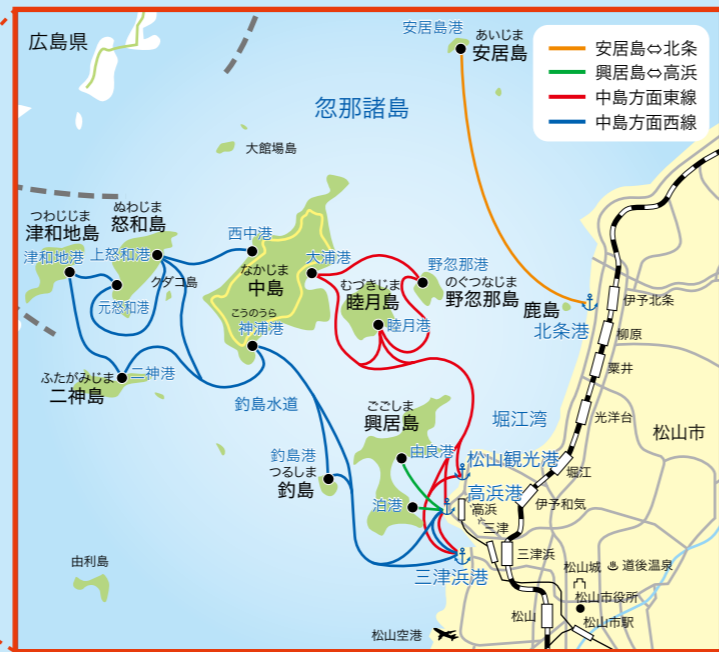 広島県
安居島港
あいじま
安居島
安居島⇔北条
興居島⇔高浜
中島方面東線
中島方面西線
忽那諸島
大館場島
つわじじま
津和地島
津和地港
ぬわじま
怒和島
上怒和港
元怒和港
クダコ島
西中港
なかじま
中島
大浦港
こうのうら
神浦港
むづきじま
睦月島
睦月港
野忽那港
のぐつなじま
野忽那島
鹿島
北条港
伊予北条
柳原
粟井
光洋台
堀江
伊予和気
松山市
ふたがみじま
二神島
二神港
釣島水道
堀江湾
ごごしま
興居島
由良港
泊港
釣島港
つるしま
釣島
松山観光港
高浜港
高浜
三津
三津浜
三津浜港
由利島
松山城
道後温泉
松山市役所
松山
松山市駅
松山空港